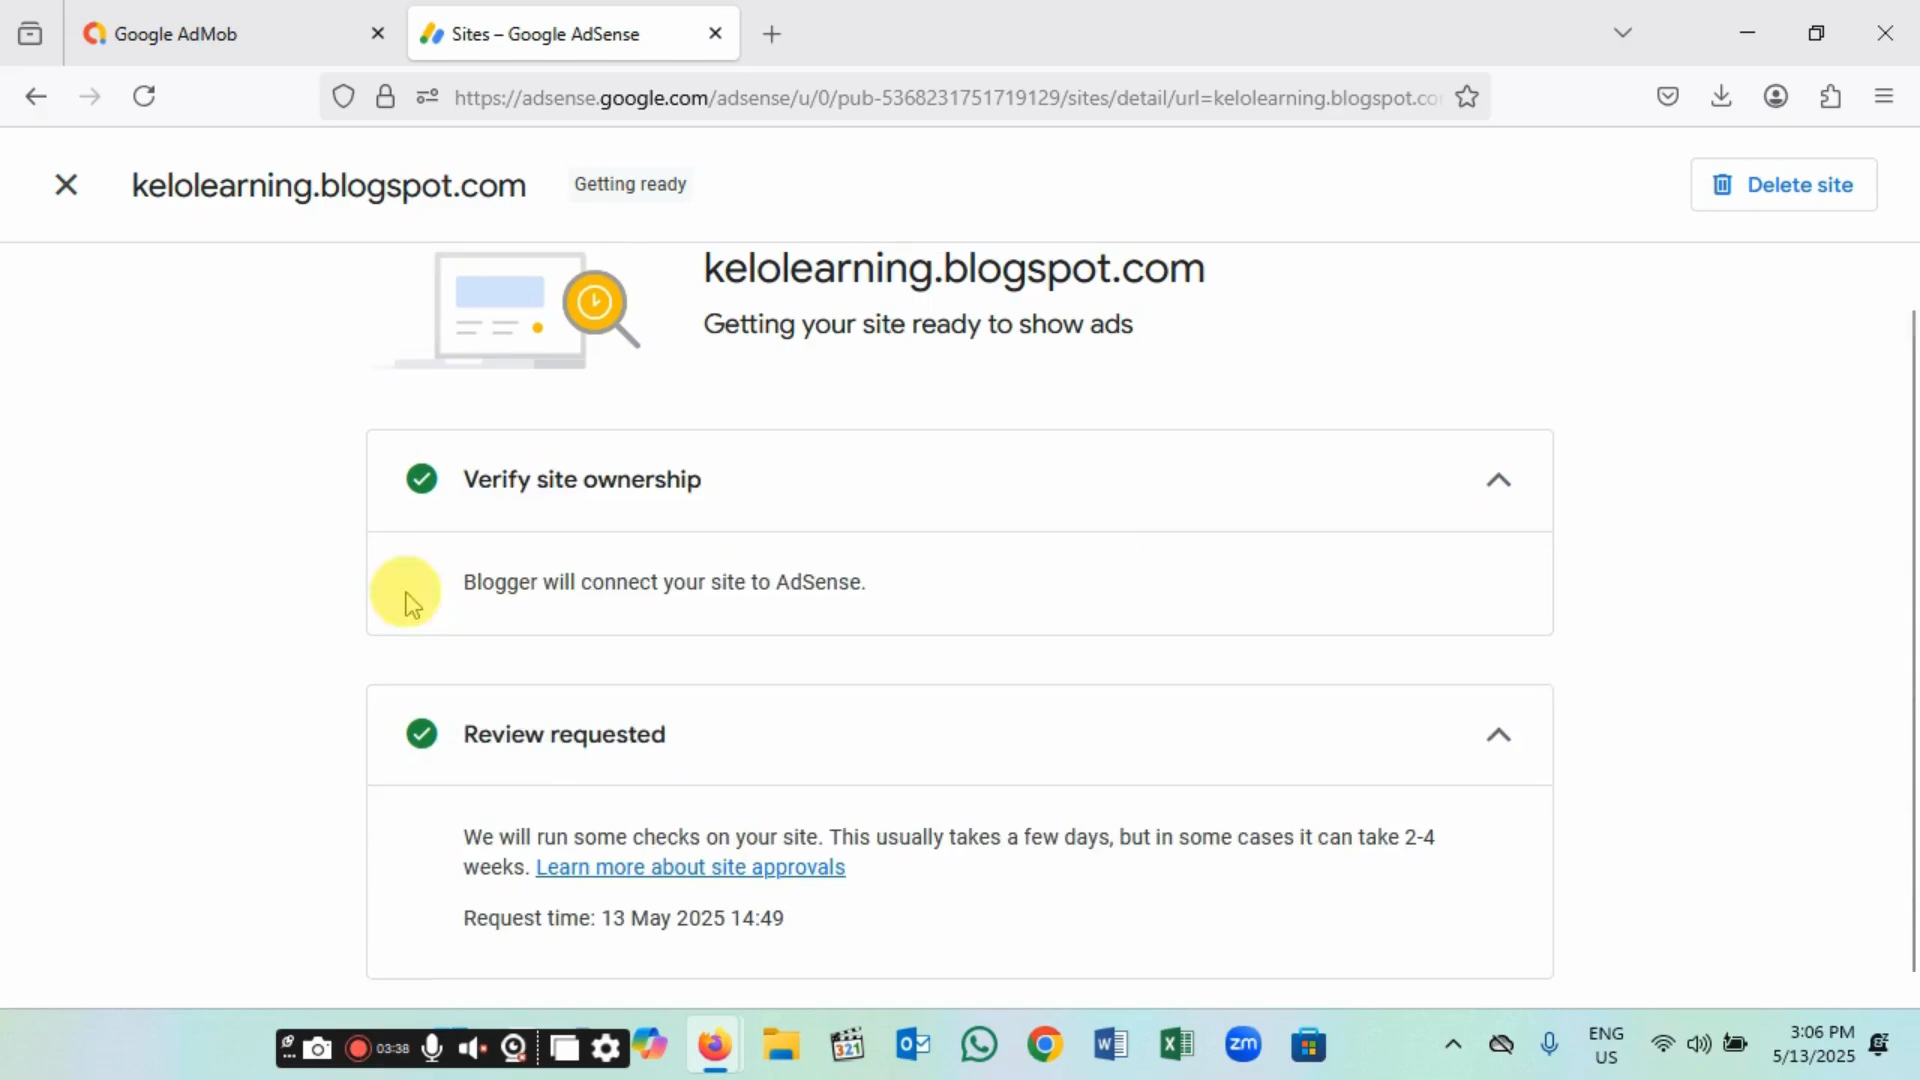 Google AdMob
Sites – Google AdSense
https://adsense.google.com/adsense/u/0/pub-5368231751719129/sites/detail/url=kelolearning.blogspot.co
kelolearning.blogspot.com
Getting ready
Delete site
kelolearning.blogspot.com
Getting your site ready to show ads
Verify site ownership
Blogger will connect your site to AdSense.
Review requested
We will run some checks on your site. This usually takes a few days, but in some cases it can take 2-4
weeks. Learn more about site approvals
Request time: 13 May 2025 14:49
03:38
321
zm
ENG
US
3:06 PM
5/13/2025